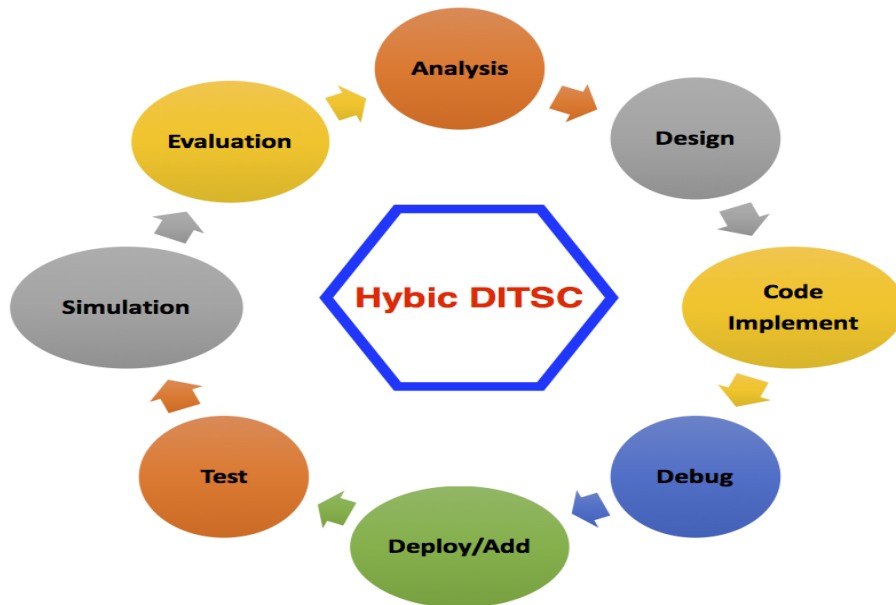 Analysis
Design
Code
Implement
Debug
Deploy/Add
Test
Simulation
Evaluation
Hybic DITSC